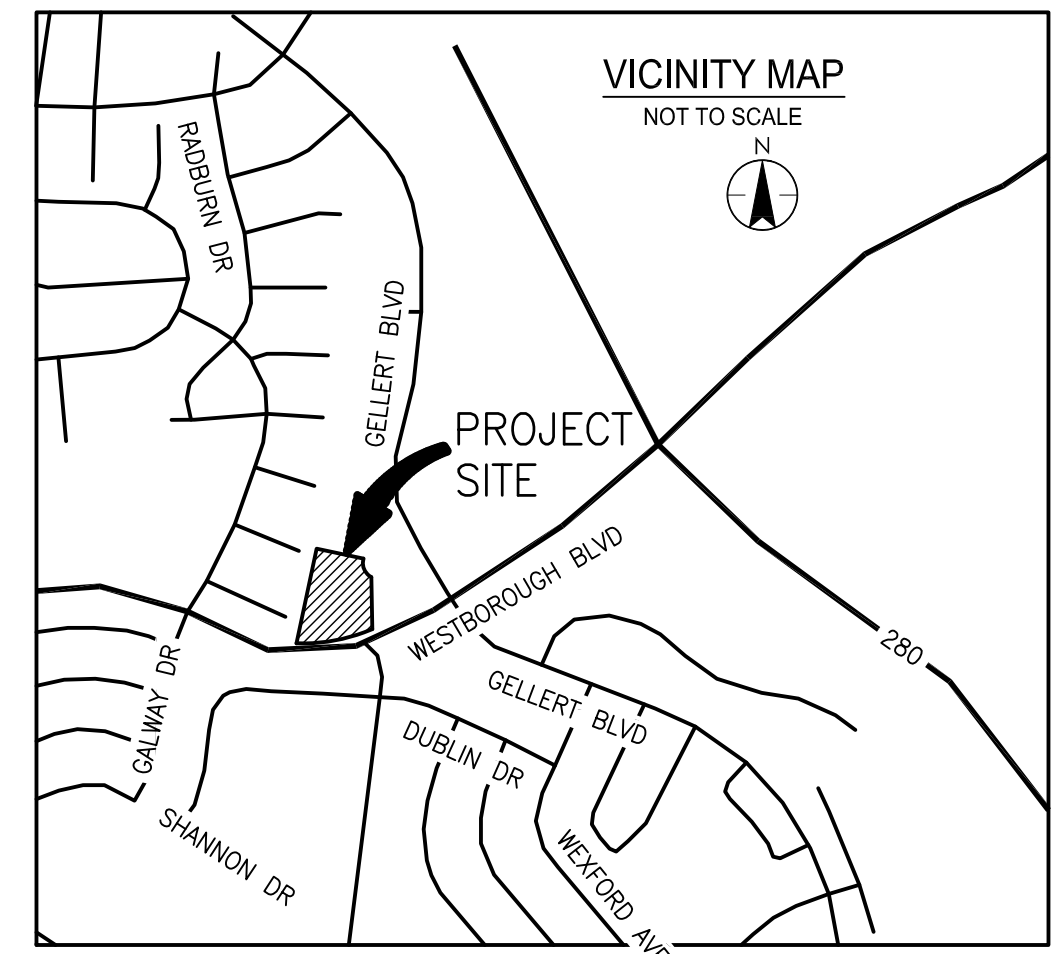 VICINITY MAP
NOT TO SCALE
N
RADBURN DR
GELLERT BLVD
PROJECT
SITE
WESTBOROUGH BLVD
280
GALWAY DR
GELLERT BLVD
DUBLIN DR
SHANNON DR
WEXFORD AVE